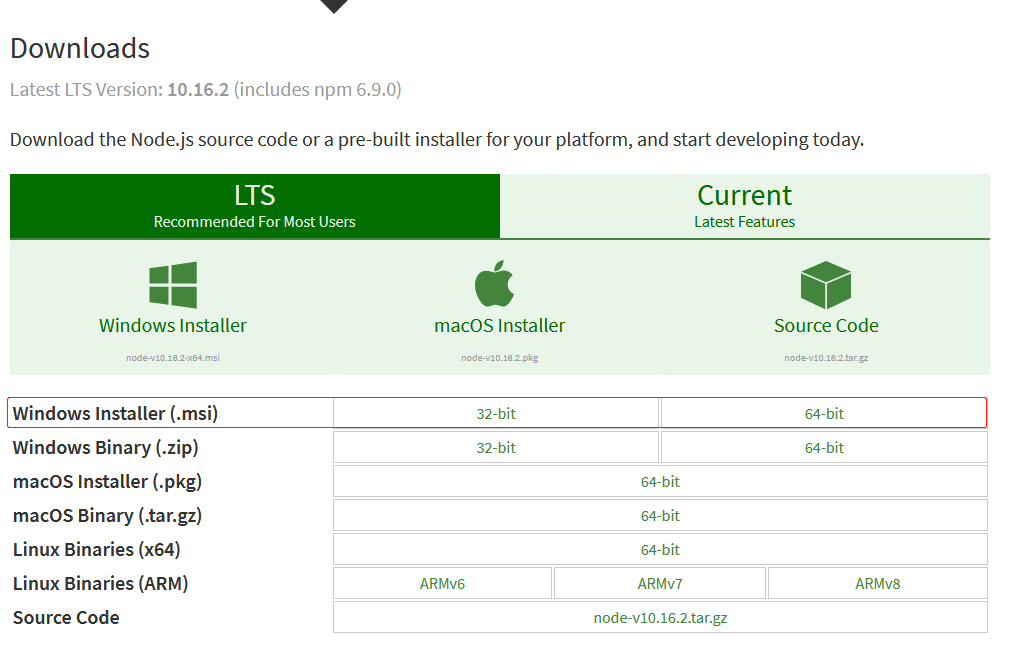 Downloads
Latest LTS Version: 10.16.2 (includes npm 6.9.0)
Download the Node.js source code or a pre-built installer for your platform, and start developing today.
LTS
Recommended For Most Users
Current
Latest Features
Windows Installer
node-v10.16.2-x64.msi
macOS Installer
node-v10.16.2.pkg
Source Code
node-v10.16.2.tar.gz
Windows Installer (.msi) 32-bit 64-bit
Windows Binary (.zip) 32-bit 64-bit
macOS Installer (.pkg) 64-bit
macOS Binary (.tar.gz) 64-bit
Linux Binaries (x64) 64-bit
Linux Binaries (ARM) ARMv6 ARMv7 ARMv8
Source Code node-v10.16.2.tar.gz